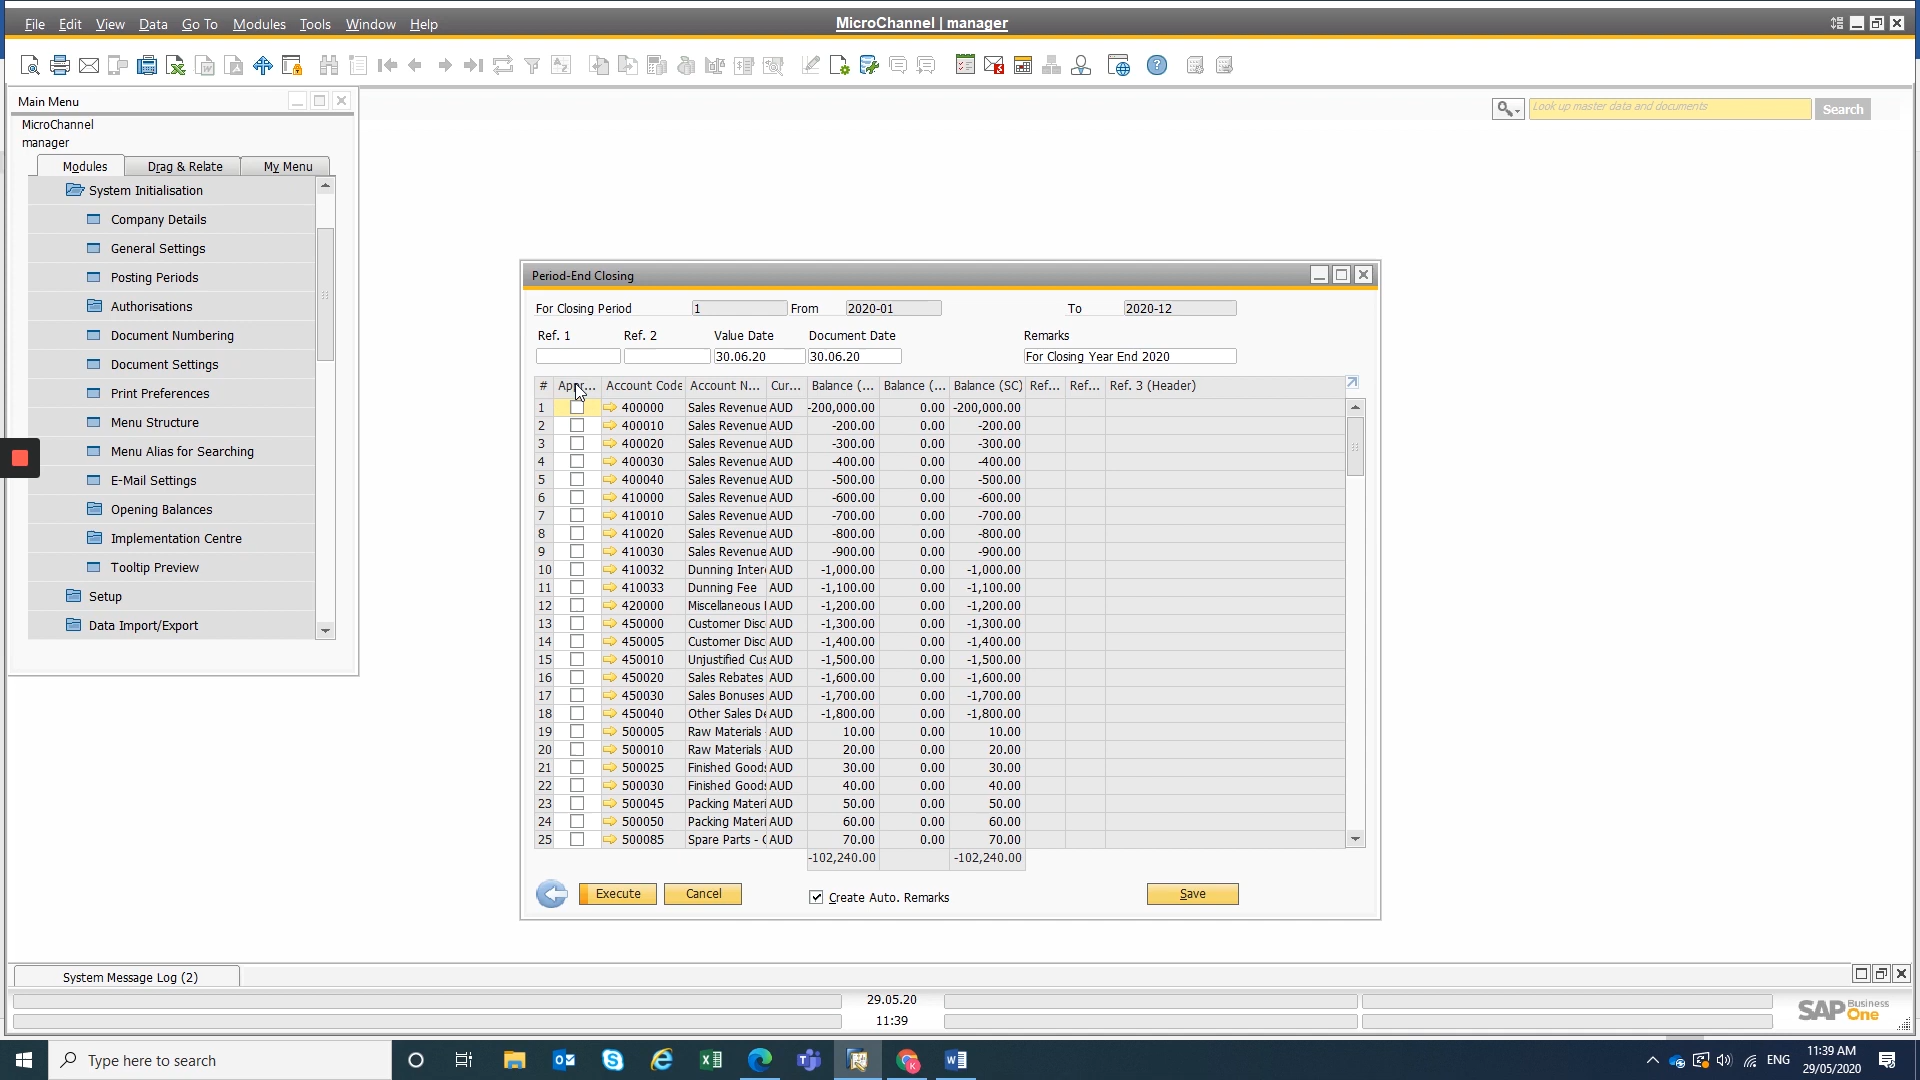 File Edit View Data Go To Modules Tools Window Help
MicroChannel | manager
Main Menu
Look up master data and documents
Search
MicroChannel
manager
Modules Drag & Relate My Menu
System Initialisation
Company Details
General Settings
Posting Periods
Authorisations
Document Numbering
Document Settings
Print Preferences
Menu Structure
Menu Alias for Searching
E-Mail Settings
Opening Balances
Implementation Centre
Tooltip Preview
Setup
Data Import/Export
Period-End Closing
For Closing Period 1 From 2020-01 To 2020-12
Ref. 1 Ref. 2 Value Date Document Date Remarks
30.06.20 30.06.20 For Closing Year End 2020
# Appr... Account Code Account N... Cur... Balance (... Balance (... Balance (SC) Ref... Ref... Ref. 3 (Header)
1 400000 Sales Revenue AUD -200,000.00 0.00 -200,000.00
2 400010 Sales Revenue AUD -200.00 0.00 -200.00
3 400020 Sales Revenue AUD -300.00 0.00 -300.00
4 400030 Sales Revenue AUD -400.00 0.00 -400.00
5 400040 Sales Revenue AUD -500.00 0.00 -500.00
6 410000 Sales Revenue AUD -600.00 0.00 -600.00
7 410010 Sales Revenue AUD -700.00 0.00 -700.00
8 410020 Sales Revenue AUD -800.00 0.00 -800.00
9 410030 Sales Revenue AUD -900.00 0.00 -900.00
10 410032 Dunning Inter AUD -1,000.00 0.00 -1,000.00
11 410033 Dunning Fee AUD -1,100.00 0.00 -1,100.00
12 420000 Miscellaneous I AUD -1,200.00 0.00 -1,200.00
13 450000 Customer Disc AUD -1,300.00 0.00 -1,300.00
14 450005 Customer Disc AUD -1,400.00 0.00 -1,400.00
15 450010 Unjustified Cus AUD -1,500.00 0.00 -1,500.00
16 450020 Sales Rebates AUD -1,600.00 0.00 -1,600.00
17 450030 Sales Bonuses AUD -1,700.00 0.00 -1,700.00
18 450040 Other Sales De AUD -1,800.00 0.00 -1,800.00
19 500005 Raw Materials AUD 10.00 0.00 10.00
20 500010 Raw Materials AUD 20.00 0.00 20.00
21 500025 Finished Goods AUD 30.00 0.00 30.00
22 500030 Finished Goods AUD 40.00 0.00 40.00
23 500045 Packing Materi AUD 50.00 0.00 50.00
24 500050 Packing Materi AUD 60.00 0.00 60.00
25 500085 Spare Parts - C AUD 70.00 0.00 70.00
-102,240.00 -102,240.00
Execute Cancel Create Auto. Remarks Save
System Message Log (2)
29.05.20
11:39
SAP Business One
Type here to search
ENG
11:39 AM
29/05/2020